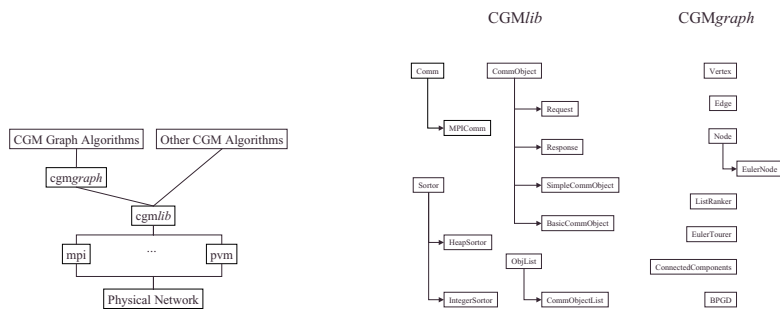 CGMlib
CGMgraph
Comm
CommObject
Vertex
Request
Edge
MPIComm
CGM Graph Algorithms
Other CGM Algorithms
Response
Node
cgmgraph
EulerNode
Sortor
SimpleCommObject
ListRanker
cgmlib
BasicCommObject
EulerTourer
mpi
...
pvm
HeapSortor
ObjList
ConnectedComponents
Physical Network
IntegerSortor
CommObjectList
BPGD